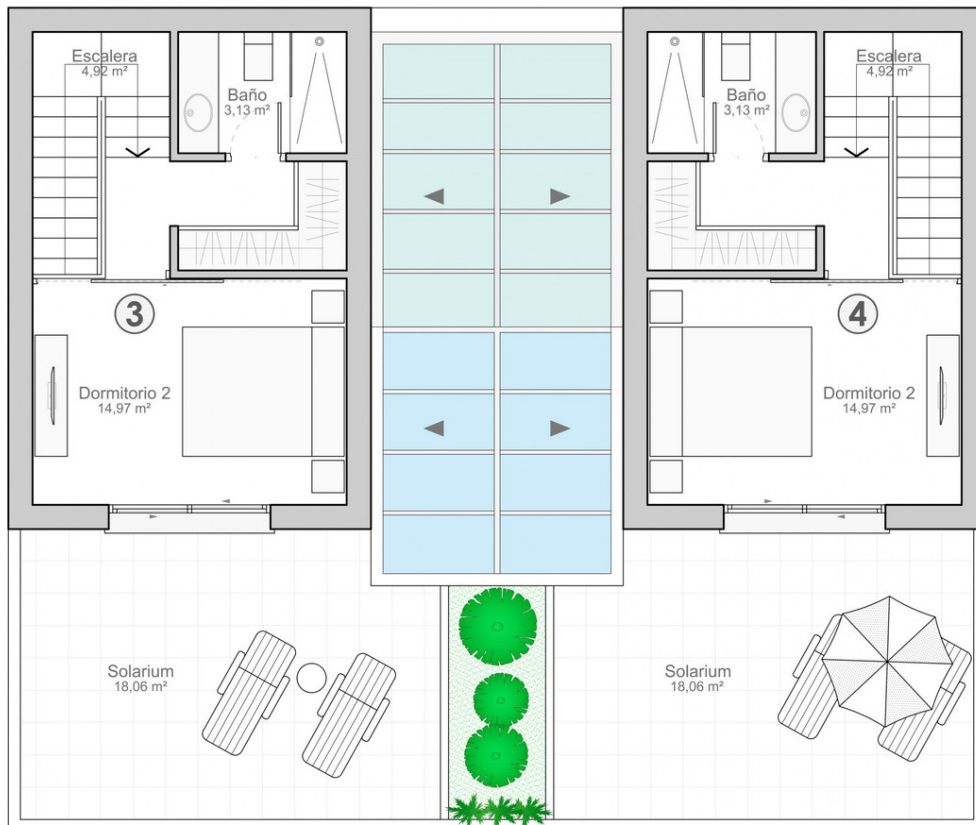 Escalera
4,92 m²
Baño
3,13 m²
Baño
3,13 m²
Escalera
4,92 m²
3
4
Dormitorio 2
14,97 m²
Dormitorio 2
14,97 m²
Solarium
18,06 m²
Solarium
18,06 m²